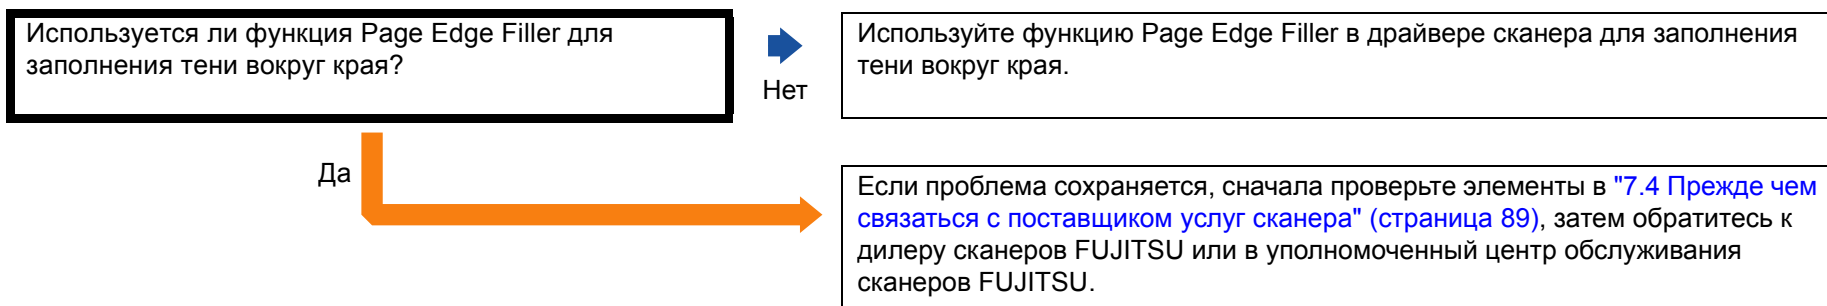 Используется ли функция Page Edge Filler для
заполнения тени вокруг края?
Нет
Используйте функцию Page Edge Filler в драйвере сканера для заполнения
тени вокруг края.
Да
Если проблема сохраняется, сначала проверьте элементы в "7.4 Прежде чем
связаться с поставщиком услуг сканера" (страница 89), затем обратитесь к
дилеру сканеров FUJITSU или в уполномоченный центр обслуживания
сканеров FUJITSU.